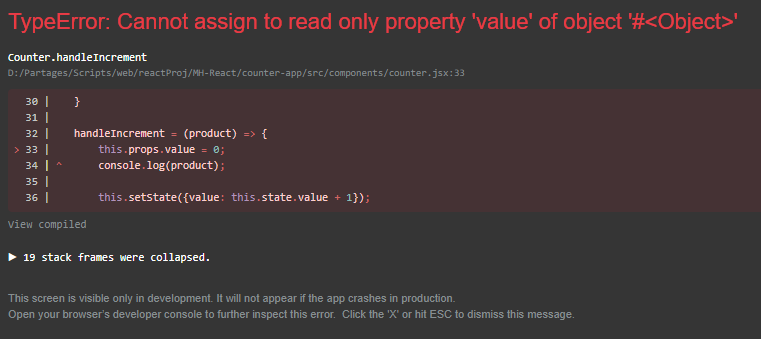 TypeError: Cannot assign to read only property 'value' of object '#<Object>'
Counter.handleIncrement
D:/Partages/Scripts/web/reactProj/MH-React/counter-app/src/components/counter.jsx:33
30 | }
31 |
32 | handleIncrement = (product) => {
> 33 | this.props.value = 0;
34 | ^ console.log(product);
35 |
36 | this.setState({value: this.state.value + 1});
View compiled
▶ 19 stack frames were collapsed.
This screen is visible only in development. It will not appear if the app crashes in production.
Open your browser's developer console to further inspect this error. Click the 'X' or hit ESC to dismiss this message.